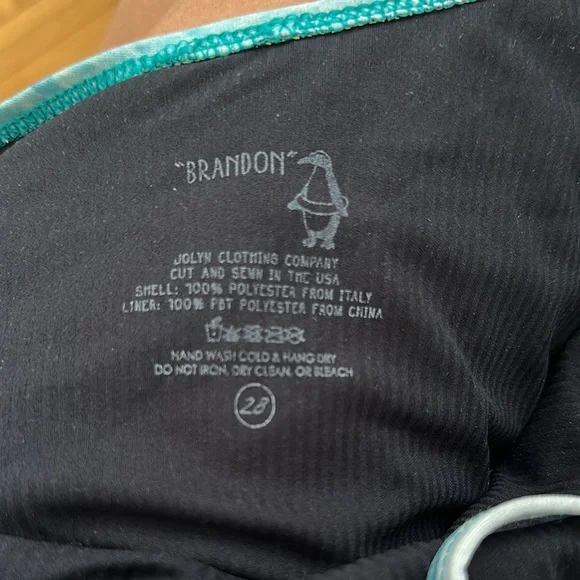 "BRANDON"
JOLYN CLOTHING COMPANY
CUT AND SEWN IN THE USA
SHELL: 100% POLYESTER FROM ITALY
LINER: 100% PBT POLYESTER FROM CHINA
HAND WASH COLD & HANG DRY
DO NOT IRON, DRY CLEAN, OR BLEACH
28